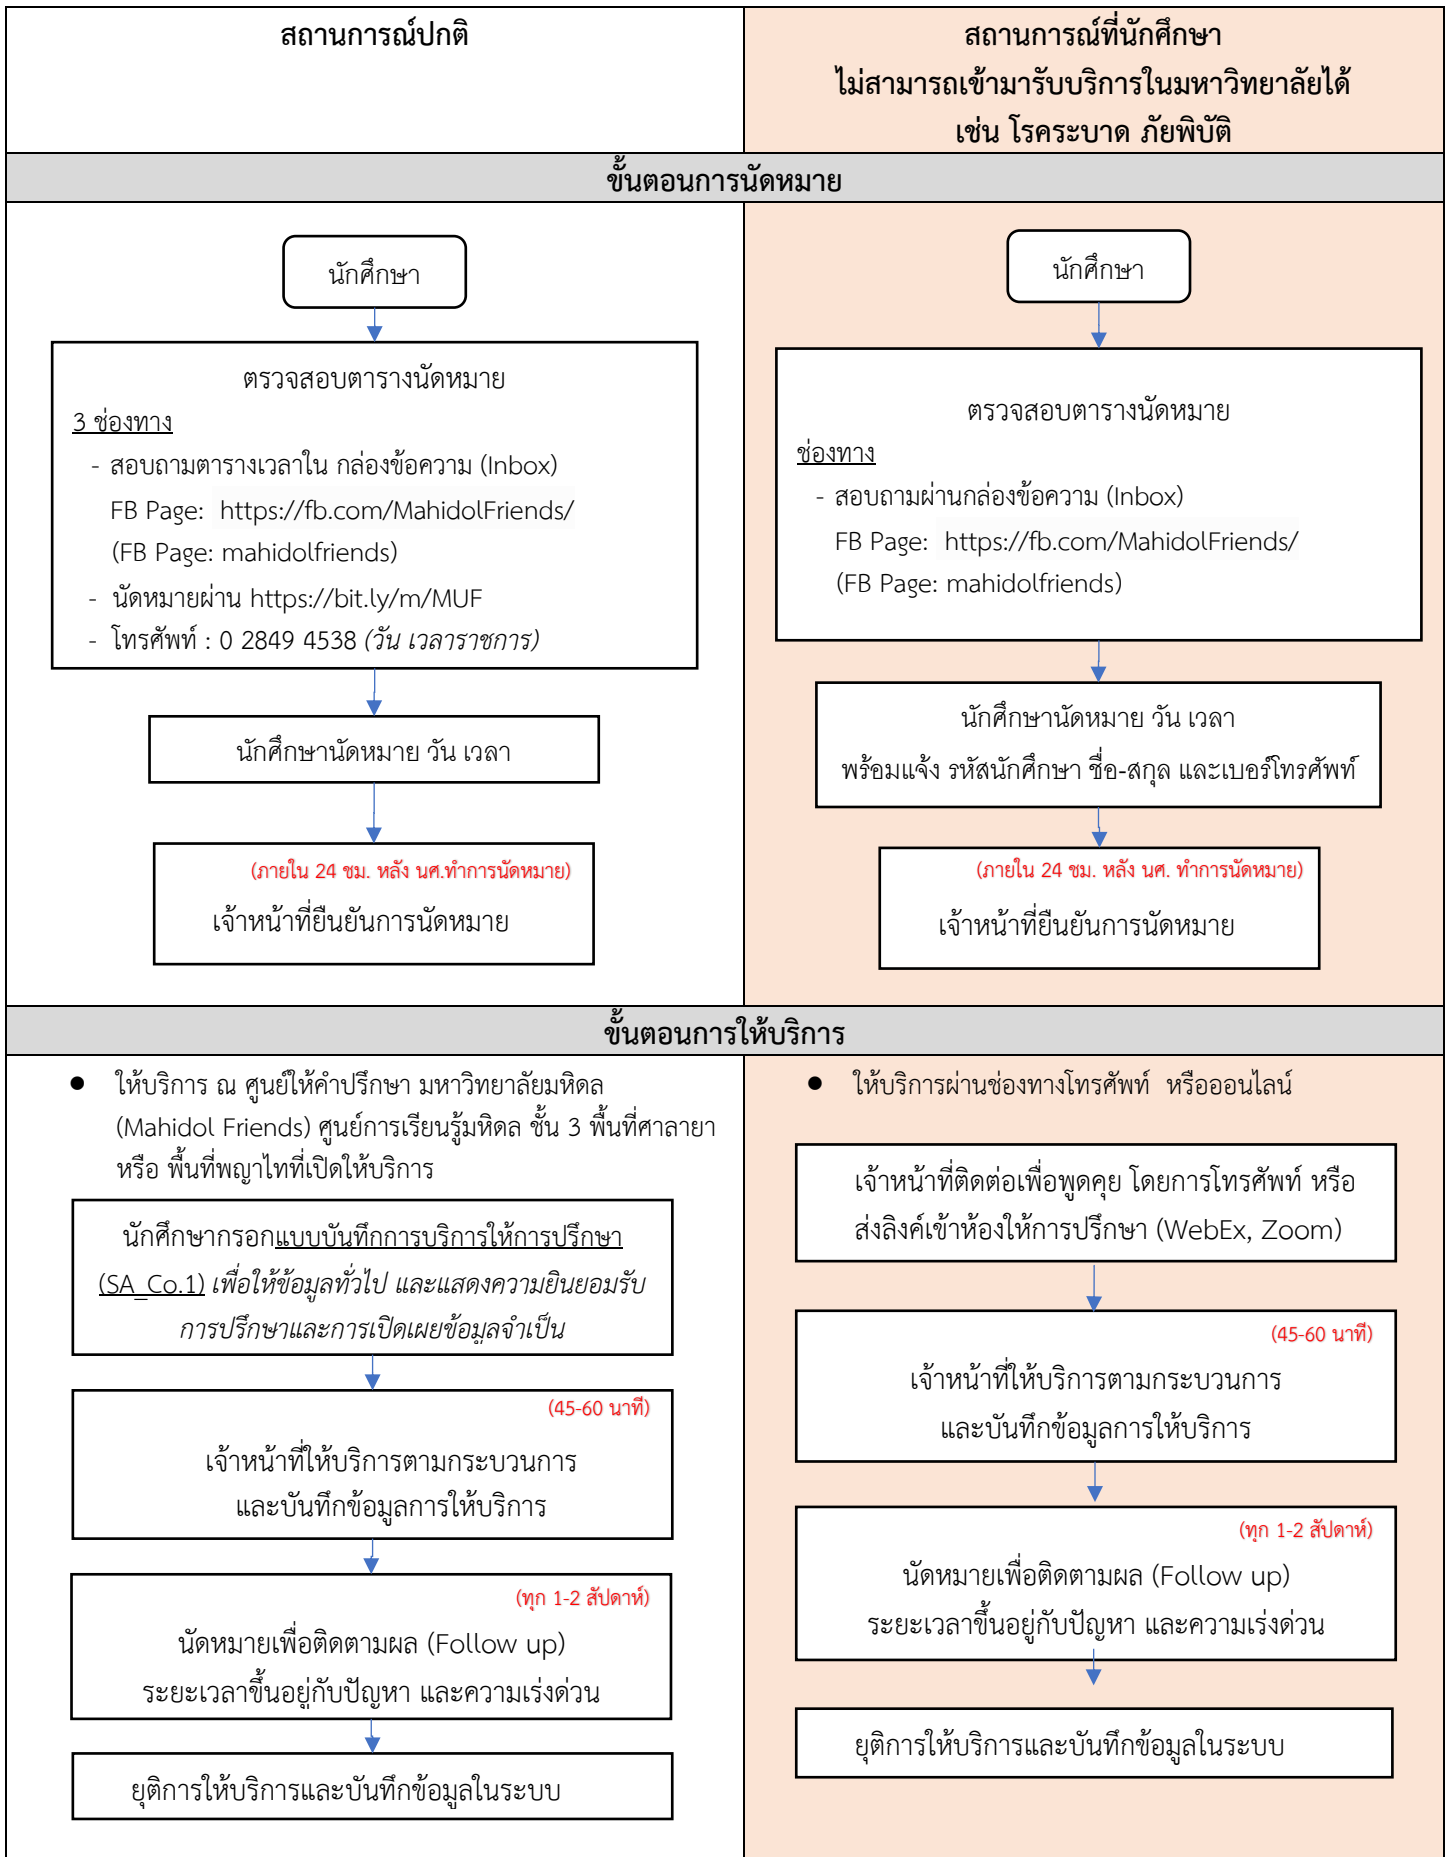 สถานการณ์ปกติ
สถานการณ์ที่นักศึกษา
ไม่สามารถเข้ามารับบริการในมหาวิทยาลัยได้
เช่น โรคระบาด ภัยพิบัติ
ขั้นตอนการนัดหมาย
นักศึกษา
ตรวจสอบตารางนัดหมาย
3 ช่องทาง
- สอบถามตารางเวลาใน กล่องข้อความ (Inbox)
FB Page: https://fb.com/MahidolFriends/
(FB Page: mahidolfriends)
- นัดหมายผ่าน https://bit.ly/m/MUF
- โทรศัพท์ : 0 2849 4538 (วัน เวลาราชการ)
นักศึกษานัดหมาย วัน เวลา
(ภายใน 24 ชม. หลัง นศ.ทำการนัดหมาย)
เจ้าหน้าที่ยืนยันการนัดหมาย
นักศึกษา
ตรวจสอบตารางนัดหมาย
ช่องทาง
- สอบถามผ่านกล่องข้อความ (Inbox)
FB Page: https://fb.com/MahidolFriends/
(FB Page: mahidolfriends)
นักศึกษานัดหมาย วัน เวลา
พร้อมแจ้ง รหัสนักศึกษา ชื่อ-สกุล และเบอร์โทรศัพท์
(ภายใน 24 ชม. หลัง นศ. ทำการนัดหมาย)
เจ้าหน้าที่ยืนยันการนัดหมาย
ขั้นตอนการให้บริการ
● ให้บริการ ณ ศูนย์ให้คำปรึกษา มหาวิทยาลัยมหิดล
(Mahidol Friends) ศูนย์การเรียนรู้มหิดล ชั้น 3 พื้นที่ศาลายา
หรือ พื้นที่พญาไทที่เปิดให้บริการ
นักศึกษากรอกแบบบันทึกการบริการให้การปรึกษา
(SA_Co.1) เพื่อให้ข้อมูลทั่วไป และแสดงความยินยอมรับ
การปรึกษาและการเปิดเผยข้อมูลจำเป็น
(45-60 นาที)
เจ้าหน้าที่ให้บริการตามกระบวนการ
และบันทึกข้อมูลการให้บริการ
(ทุก 1-2 สัปดาห์)
นัดหมายเพื่อติดตามผล (Follow up)
ระยะเวลาขึ้นอยู่กับปัญหา และความเร่งด่วน
ยุติการให้บริการและบันทึกข้อมูลในระบบ
● ให้บริการผ่านช่องทางโทรศัพท์ หรือออนไลน์
เจ้าหน้าที่ติดต่อเพื่อพูดคุย โดยการโทรศัพท์ หรือ
ส่งลิงค์เข้าห้องให้การปรึกษา (WebEx, Zoom)
(45-60 นาที)
เจ้าหน้าที่ให้บริการตามกระบวนการ
และบันทึกข้อมูลการให้บริการ
(ทุก 1-2 สัปดาห์)
นัดหมายเพื่อติดตามผล (Follow up)
ระยะเวลาขึ้นอยู่กับปัญหา และความเร่งด่วน
ยุติการให้บริการและบันทึกข้อมูลในระบบ